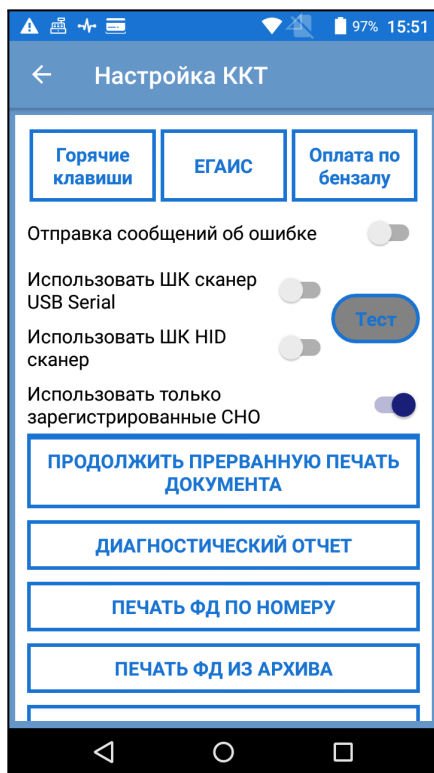 97% 15:51
Настройка ККТ
Горячие
клавиши
ЕГАИС
Оплата по
бензалу
Отправка сообщений об ошибке
Использовать ШК сканер
USB Serial
Использовать ШК HID
сканер
Тест
Использовать только
зарегистрированные СНО
ПРОДОЛЖИТЬ ПРЕРВАННУЮ ПЕЧАТЬ
ДОКУМЕНТА
ДИАГНОСТИЧЕСКИЙ ОТЧЕТ
ПЕЧАТЬ ФД ПО НОМЕРУ
ПЕЧАТЬ ФД ИЗ АРХИВА